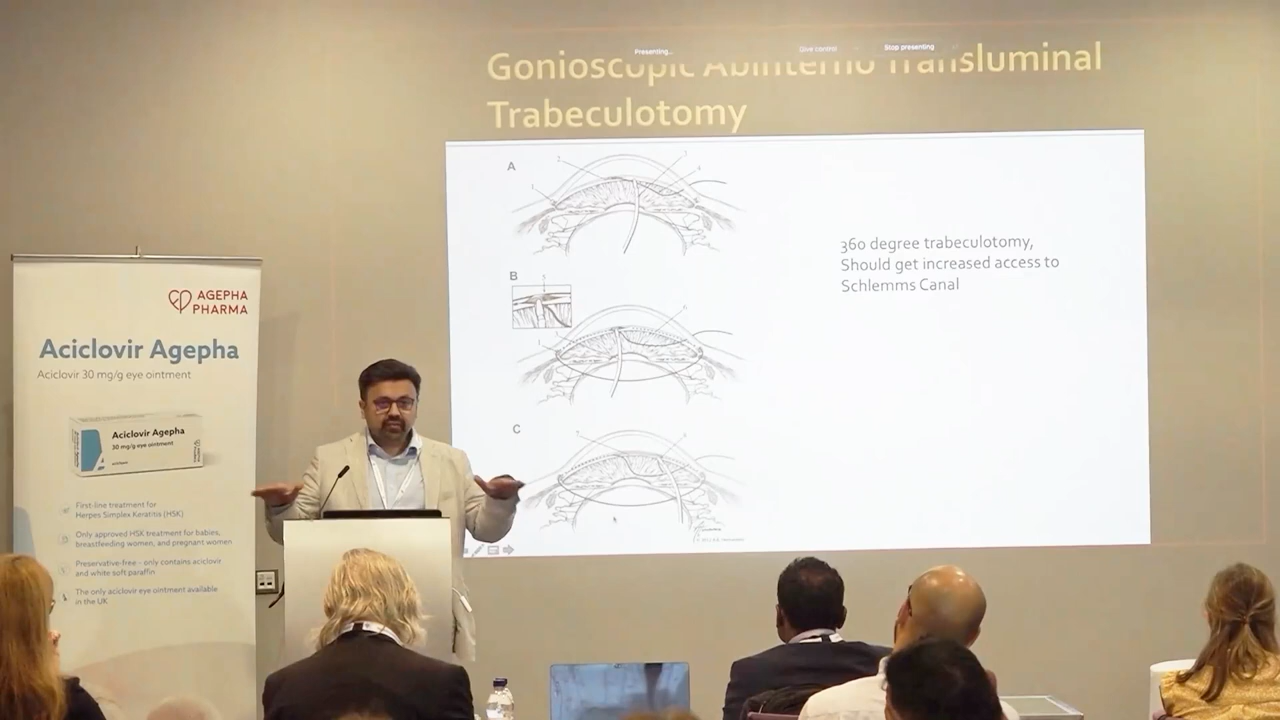 Presenting...
Give control
Stop presenting
Gonioscopic Abinterno Transluminal
Trabeculotomy
A
B
C
360 degree trabeculotomy,
Should get increased access to
Schlemms Canal
AGEPHA
PHARMA
Aciclovir Agepha
Aciclovir 30 mg/g eye ointment
Aciclovir Agepha
30 mg/g eye ointment
First-line treatment for
Herpes Simplex Keratitis (HSK)
Only approved HSK treatment for babies,
breastfeeding women, and pregnant women
Preservative-free - only contains aciclovir
and white soft paraffin
The only aciclovir eye ointment available
in the UK